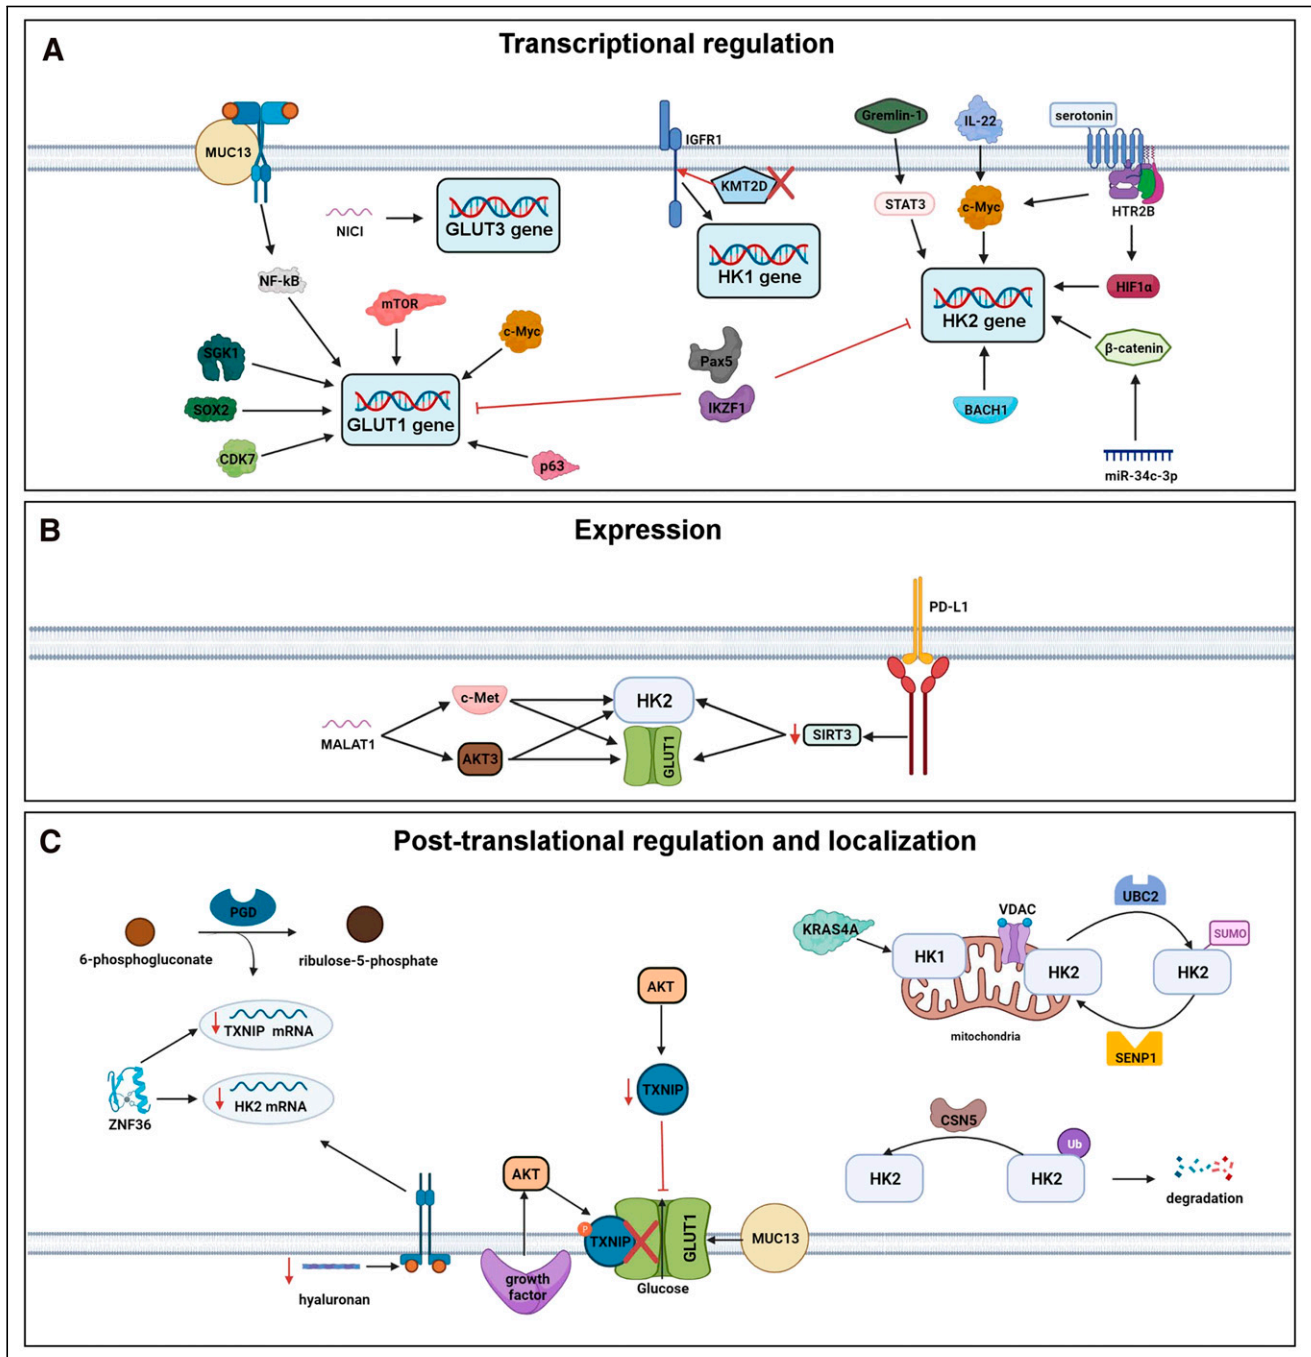 A
Transcriptional regulation
MUC13
NICI
GLUT3 gene
NF-kB
mTOR
c-Myc
SGK1
SOX2
CDK7
GLUT1 gene
p63
IGFR1
KMT2D
HK1 gene
Pax5
IKZF1
Gremlin-1
IL-22
serotonin
STAT3
c-Myc
HTR2B
HK2 gene
HIF1α
β-catenin
BACH1
miR-34c-3p
B
Expression
PD-L1
MALAT1
c-Met
AKT3
HK2
GLUT1
SIRT3
C
Post-translational regulation and localization
PGD
6-phosphogluconate
ribulose-5-phosphate
TXNIP mRNA
HK2 mRNA
ZNF36
hyaluronan
AKT
TXNIP
AKT
growth
factor
P
TXNIP
GLUT1
Glucose
MUC13
KRAS4A
HK1
VDAC
HK2
mitochondria
UBC2
SUMO
HK2
SENP1
CSN5
HK2
Ub
HK2
degradation